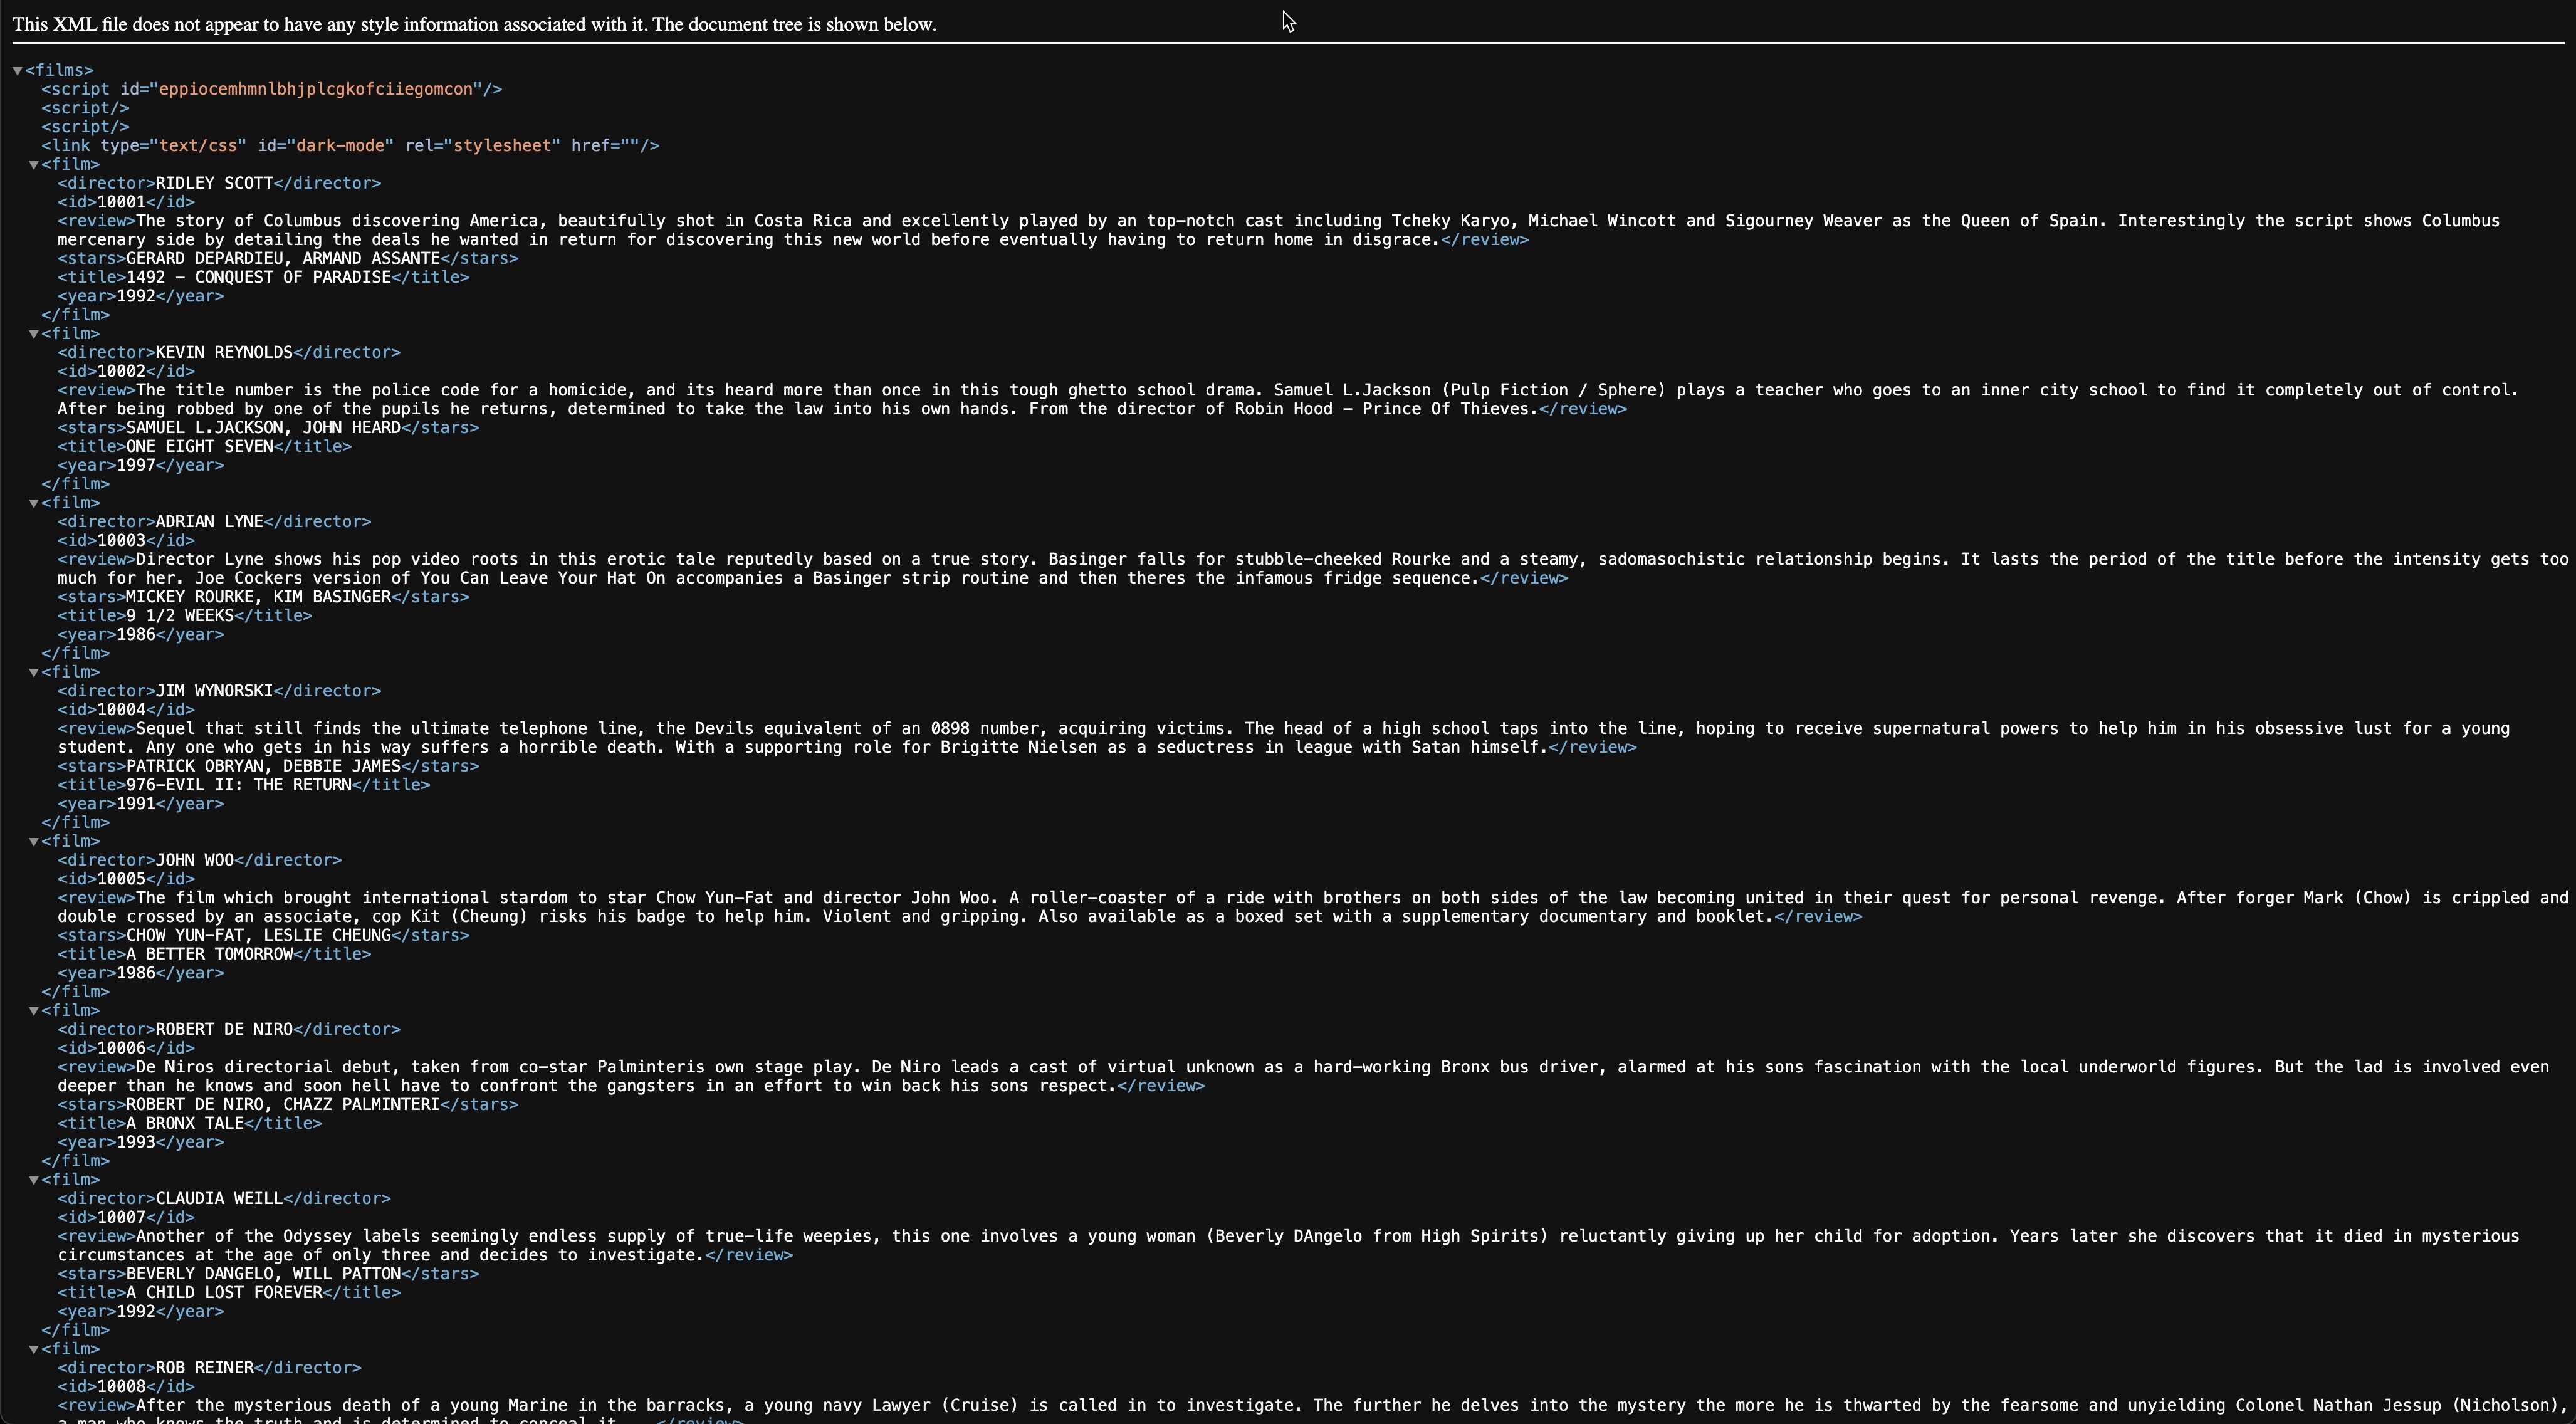 This XML file does not appear to have any style information associated with it. The document tree is shown below.
▼<films>
<script id="eppiocemhmnlbhjplcgkofciiegomcon"/>
<script/>
<script/>
<link type="text/css" id="dark-mode" rel="stylesheet" href=""/>
▼<film>
<director>RIDLEY SCOTT</director>
<id>10001</id>
<review>The story of Columbus discovering America, beautifully shot in Costa Rica and excellently played by an top-notch cast including Tcheky Karyo, Michael Wincott and Sigourney Weaver as the Queen of Spain. Interestingly the script shows Columbus
mercenary side by detailing the deals he wanted in return for discovering this new world before eventually having to return home in disgrace.</review>
<stars>GERARD DEPARDIEU, ARMAND ASSANTE</stars>
<title>1492 - CONQUEST OF PARADISE</title>
<year>1992</year>
</film>
▼<film>
<director>KEVIN REYNOLDS</director>
<id>10002</id>
<review>The title number is the police code for a homicide, and its heard more than once in this tough ghetto school drama. Samuel L.Jackson (Pulp Fiction / Sphere) plays a teacher who goes to an inner city school to find it completely out of control.
After being robbed by one of the pupils he returns, determined to take the law into his own hands. From the director of Robin Hood - Prince Of Thieves.</review>
<stars>SAMUEL L.JACKSON, JOHN HEARD</stars>
<title>ONE EIGHT SEVEN</title>
<year>1997</year>
</film>
▼<film>
<director>ADRIAN LYNE</director>
<id>10003</id>
<review>Director Lyne shows his pop video roots in this erotic tale reputedly based on a true story. Basinger falls for stubble-cheeked Rourke and a steamy, sadomasochistic relationship begins. It lasts the period of the title before the intensity gets too
much for her. Joe Cockers version of You Can Leave Your Hat On accompanies a Basinger strip routine and then theres the infamous fridge sequence.</review>
<stars>MICKEY ROURKE, KIM BASINGER</stars>
<title>9 1/2 WEEKS</title>
<year>1986</year>
</film>
▼<film>
<director>JIM WYNORSKI</director>
<id>10004</id>
<review>Sequel that still finds the ultimate telephone line, the Devils equivalent of an 0898 number, acquiring victims. The head of a high school taps into the line, hoping to receive supernatural powers to help him in his obsessive lust for a young
student. Any one who gets in his way suffers a horrible death. With a supporting role for Brigitte Nielsen as a seductress in league with Satan himself.</review>
<stars>PATRICK OBRYAN, DEBBIE JAMES</stars>
<title>976-EVIL II: THE RETURN</title>
<year>1991</year>
</film>
▼<film>
<director>JOHN WOO</director>
<id>10005</id>
<review>The film which brought international stardom to star Chow Yun-Fat and director John Woo. A roller-coaster of a ride with brothers on both sides of the law becoming united in their quest for personal revenge. After forger Mark (Chow) is crippled and
double crossed by an associate, cop Kit (Cheung) risks his badge to help him. Violent and gripping. Also available as a boxed set with a supplementary documentary and booklet.</review>
<stars>CHOW YUN-FAT, LESLIE CHEUNG</stars>
<title>A BETTER TOMORROW</title>
<year>1986</year>
</film>
▼<film>
<director>ROBERT DE NIRO</director>
<id>10006</id>
<review>De Niros directorial debut, taken from co-star Palminteris own stage play. De Niro leads a cast of virtual unknown as a hard-working Bronx bus driver, alarmed at his sons fascination with the local underworld figures. But the lad is involved even
deeper than he knows and soon hell have to confront the gangsters in an effort to win back his sons respect.</review>
<stars>ROBERT DE NIRO, CHAZZ PALMINTERI</stars>
<title>A BRONX TALE</title>
<year>1993</year>
</film>
▼<film>
<director>CLAUDIA WEILL</director>
<id>10007</id>
<review>Another of the Odyssey labels seemingly endless supply of true-life weepies, this one involves a young woman (Beverly DAngelo from High Spirits) reluctantly giving up her child for adoption. Years later she discovers that it died in mysterious
circumstances at the age of only three and decides to investigate.</review>
<stars>BEVERLY DANGELO, WILL PATTON</stars>
<title>A CHILD LOST FOREVER</title>
<year>1992</year>
</film>
▼<film>
<director>ROB REINER</director>
<id>10008</id>
<review>After the mysterious death of a young Marine in the barracks, a young navy Lawyer (Cruise) is called in to investigate. The further he delves into the mystery the more he is thwarted by the fearsome and unyielding Colonel Nathan Jessup (Nicholson),
a man who knows the truth and is determined to conceal it... </review>